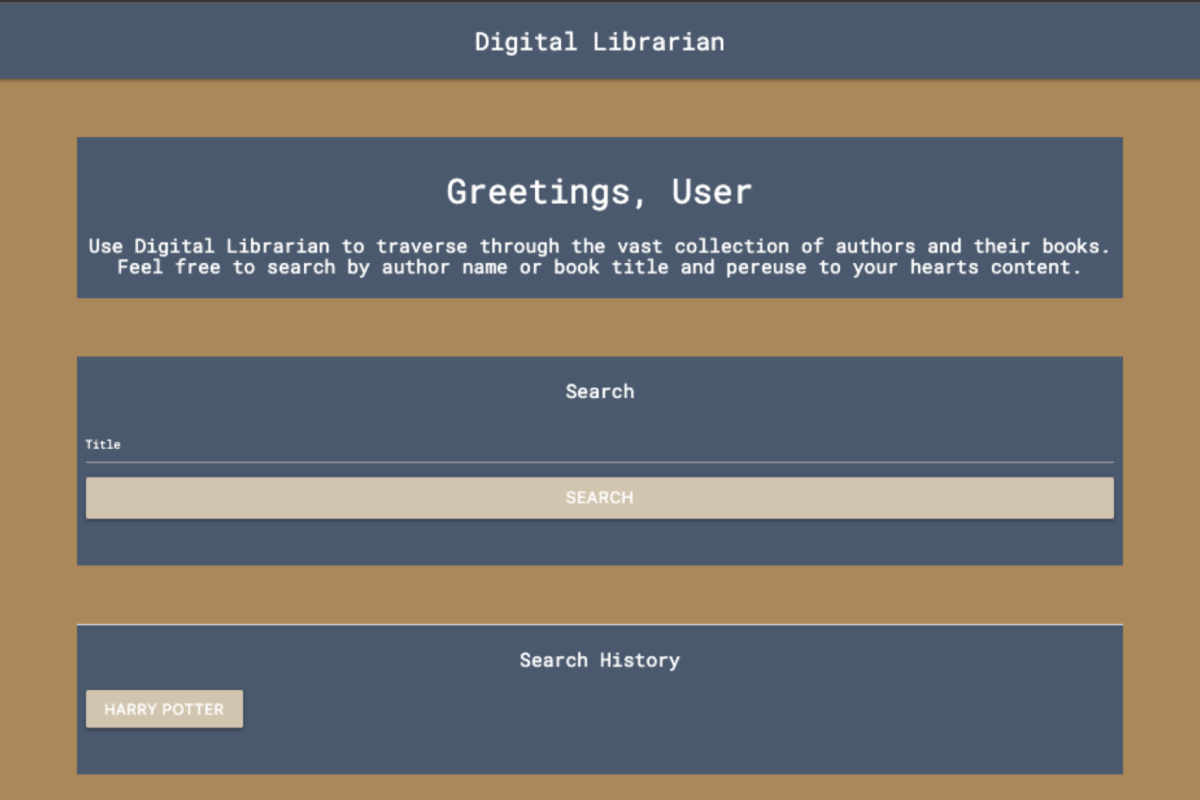 Digital Librarian
Greetings, User
Use Digital Librarian to traverse through the vast collection of authors and their books.
Feel free to search by author name or book title and pereuse to your hearts content.
Search
Title
SEARCH
Search History
HARRY POTTER